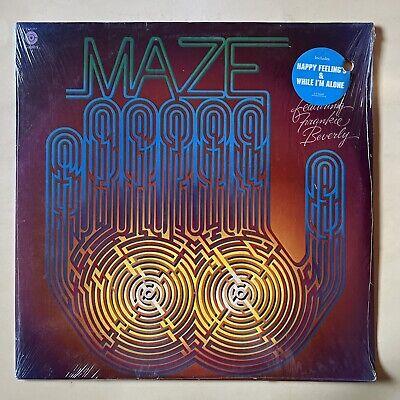 MAZE
Includes
HAPPY FEELIN'S
&
WHILE I'M ALONE
featuring
Frankie
Beverly